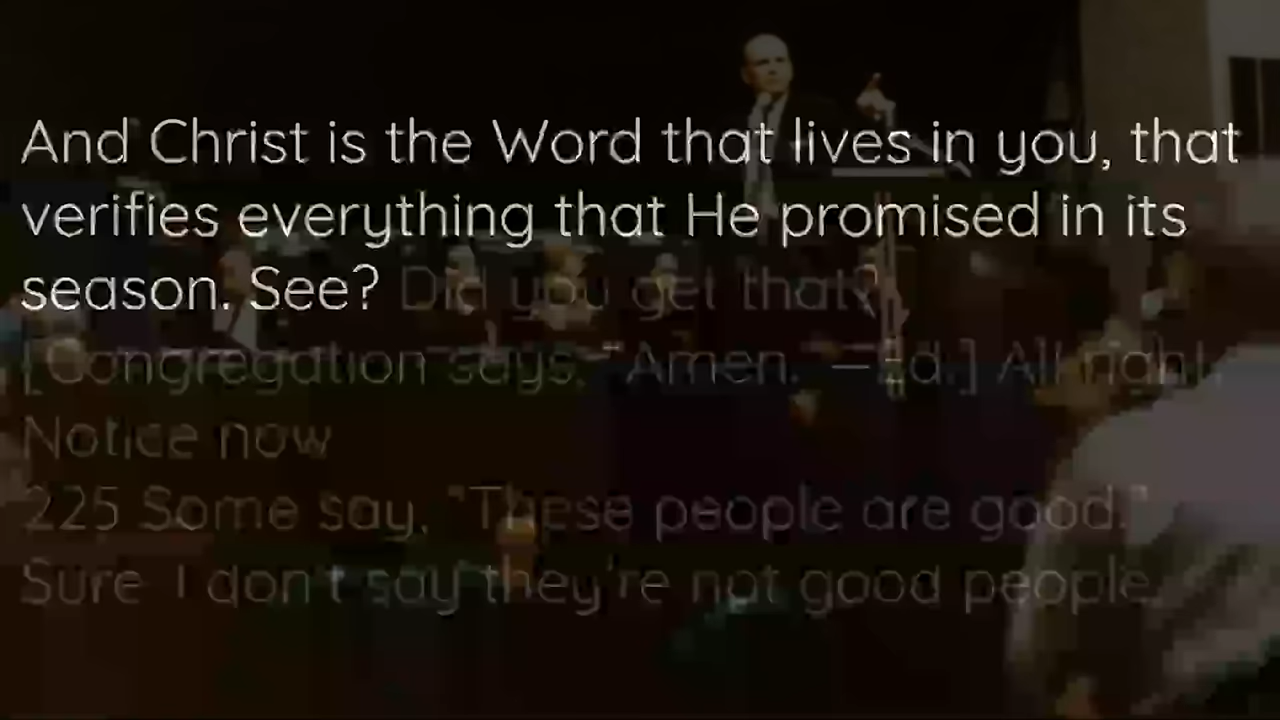 And Christ is the Word that lives in you, that
verifies everything that He promised in its
season. See? Did you get that?
[Congregation says, "Amen." —Ed.] All right.
Notice now
225 Some say, "These people are good."
Sure I don't say they're not good people.